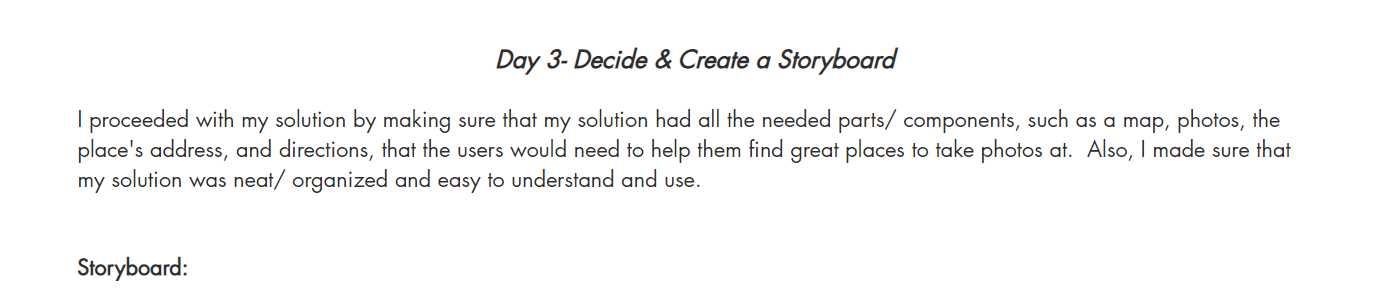 Day 3- Decide & Create a Storyboard
I proceeded with my solution by making sure that my solution had all the needed parts/ components, such as a map, photos, the
place's address, and directions, that the users would need to help them find great places to take photos at.  Also, I made sure that
my solution was neat/ organized and easy to understand and use.
Storyboard: